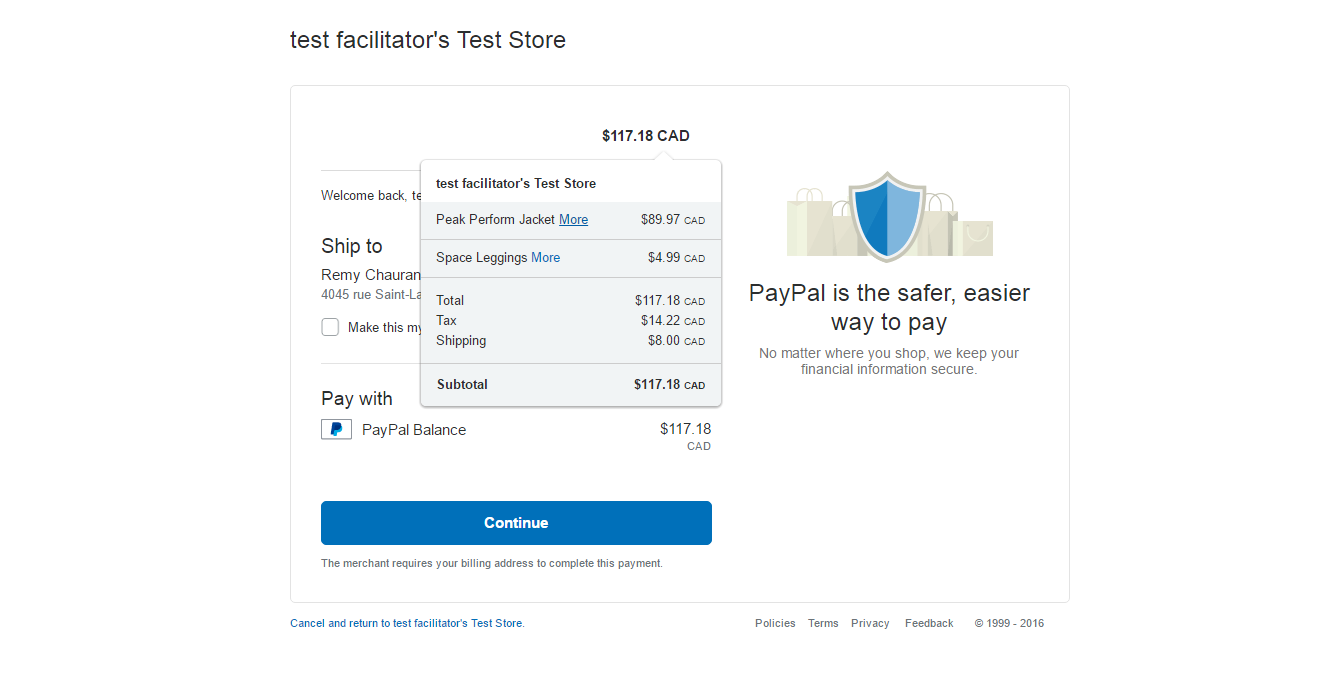 test facilitator's Test Store
$117.18 CAD
test facilitator's Test Store
Peak Perform Jacket More $89.97 CAD
Space Leggings More $4.99 CAD
Total $117.18 CAD
Tax $14.22 CAD
Shipping $8.00 CAD
Subtotal $117.18 CAD
Welcome back, te
Ship to
Remy Chauran
4045 rue Saint-La
Make this my
Pay with
PayPal Balance $117.18
CAD
Continue
The merchant requires your billing address to complete this payment.
PayPal is the safer, easier
way to pay
No matter where you shop, we keep your
financial information secure.
Cancel and return to test facilitator's Test Store.
Policies Terms Privacy Feedback © 1999 - 2016